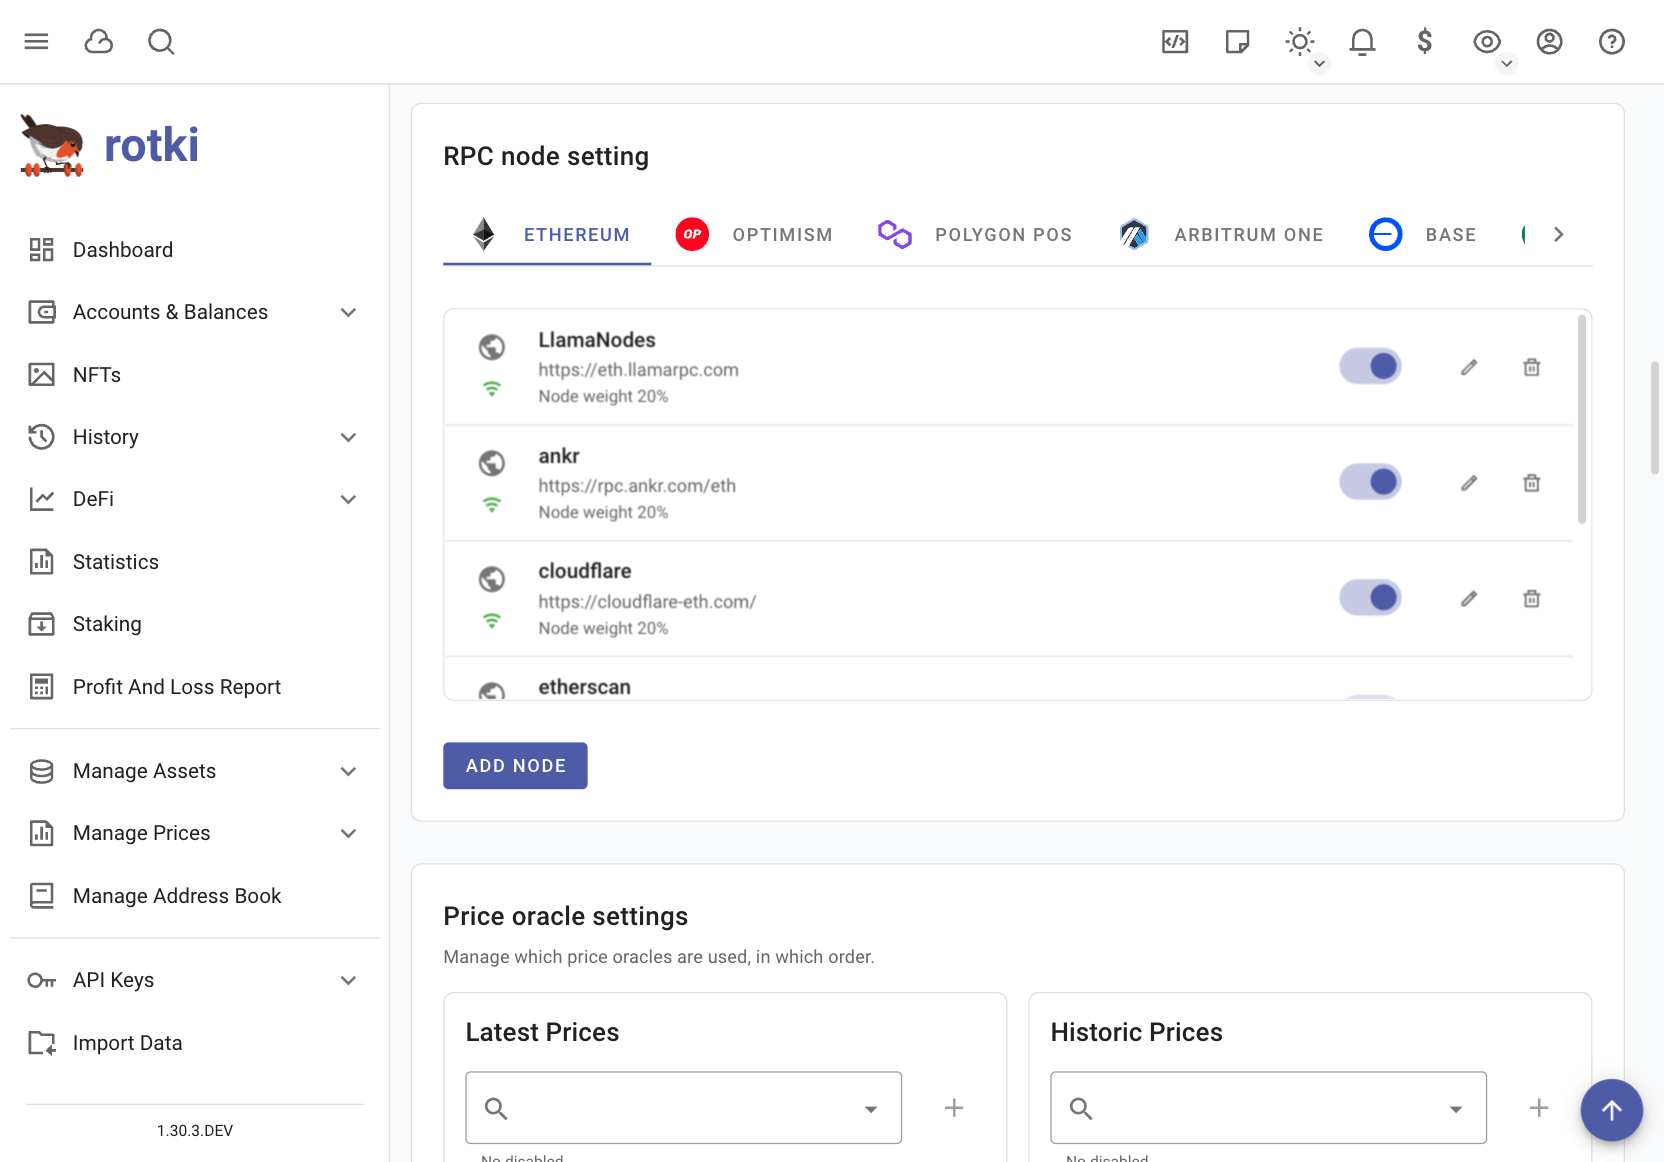 rotki
Dashboard
Accounts & Balances
NFTs
History
DeFi
Statistics
Staking
Profit And Loss Report
Manage Assets
Manage Prices
Manage Address Book
API Keys
Import Data
1.30.3.DEV
RPC node setting
ETHEREUM
OP OPTIMISM
POLYGON POS
ARBITRUM ONE
BASE
LlamaNodes
https://eth.llamarpc.com
Node weight 20%
ankr
https://rpc.ankr.com/eth
Node weight 20%
cloudflare
https://cloudflare-eth.com/
Node weight 20%
etherscan
ADD NODE
Price oracle settings
Manage which price oracles are used, in which order.
Latest Prices
No disabled
Historic Prices
No disabled